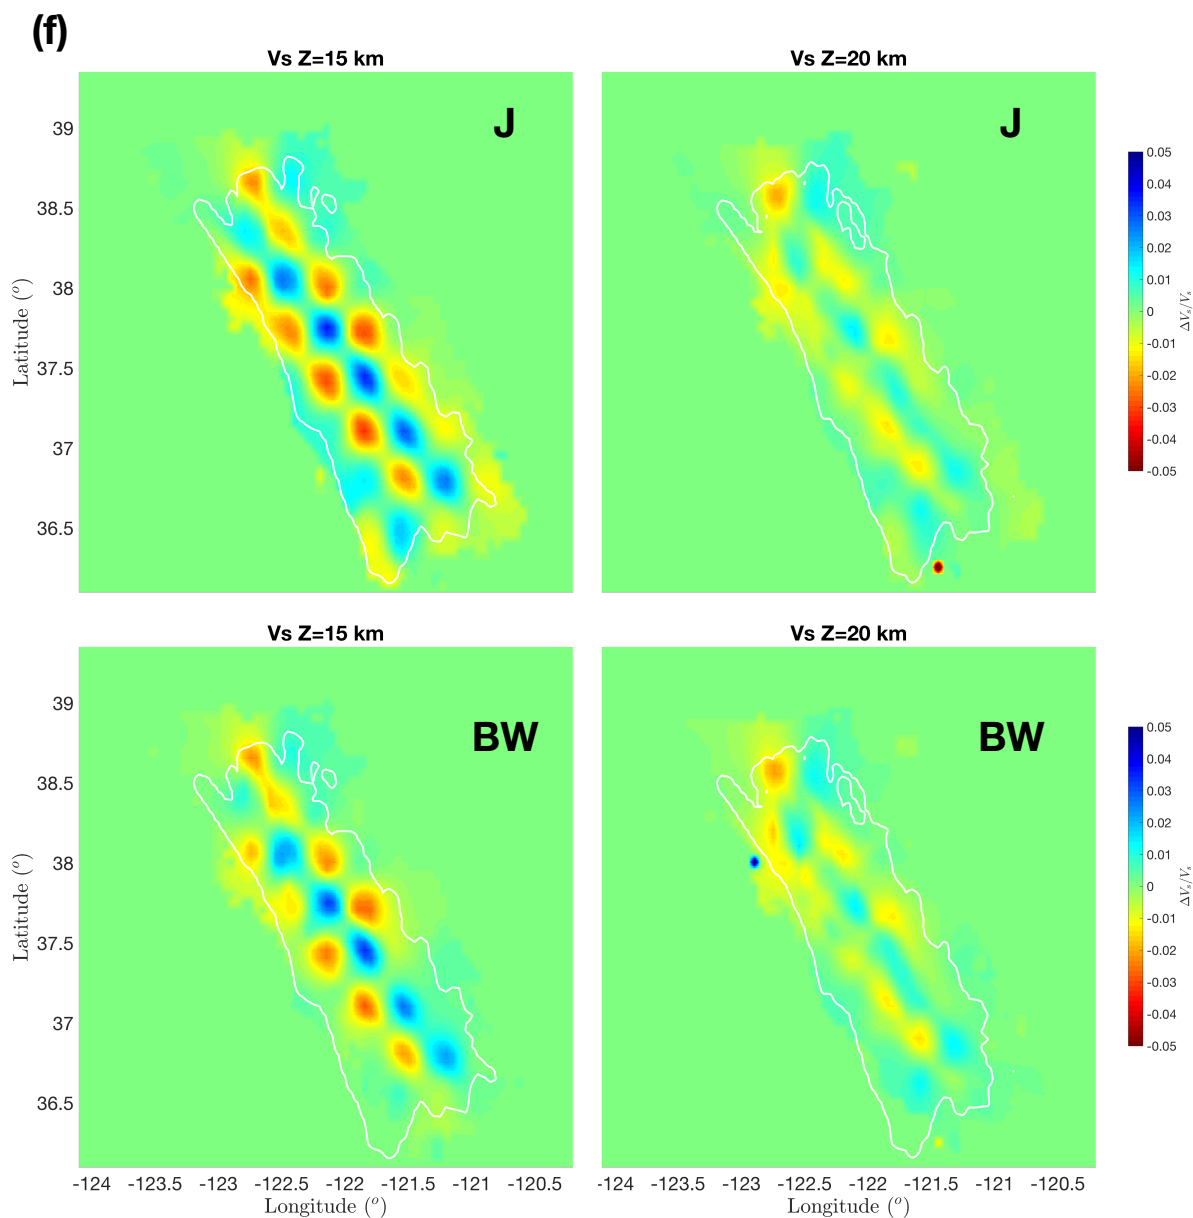 (f)
Vs Z=15 km
Vs Z=20 km
J
J
39
38.5
38
37.5
37
36.5
Latitude (o)
0.05
0.04
0.03
0.02
0.01
0
-0.01
-0.02
-0.03
-0.04
-0.05
ΔVs/Vs
Vs Z=15 km
Vs Z=20 km
BW
BW
39
38.5
38
37.5
37
36.5
Latitude (o)
0.05
0.04
0.03
0.02
0.01
0
-0.01
-0.02
-0.03
-0.04
-0.05
ΔVs/Vs
-124 -123.5 -123 -122.5 -122 -121.5 -121 -120.5
-124 -123.5 -123 -122.5 -122 -121.5 -121 -120.5
Longitude (o)
Longitude (o)